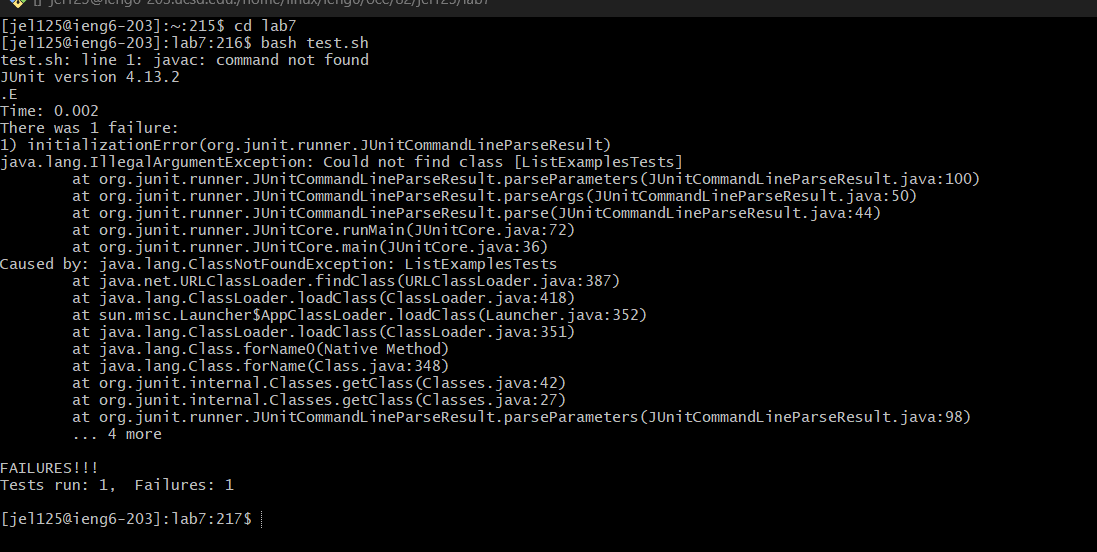 [jel125@ieng6-203]:~:215$ cd lab7
[jel125@ieng6-203]:lab7:216$ bash test.sh
test.sh: line 1: javac: command not found
JUnit version 4.13.2
.E
Time: 0.002
There was 1 failure:
1) initializationError(org.junit.runner.JUnitCommandLineParseResult)
java.lang.IllegalArgumentException: Could not find class [ListExamplesTests]
        at org.junit.runner.JUnitCommandLineParseResult.parseParameters(JUnitCommandLineParseResult.java:100)
        at org.junit.runner.JUnitCommandLineParseResult.parseArgs(JUnitCommandLineParseResult.java:50)
        at org.junit.runner.JUnitCommandLineParseResult.parse(JUnitCommandLineParseResult.java:44)
        at org.junit.runner.JUnitCore.runMain(JUnitCore.java:72)
        at org.junit.runner.JUnitCore.main(JUnitCore.java:36)
Caused by: java.lang.ClassNotFoundException: ListExamplesTests
        at java.net.URLClassLoader.findClass(URLClassLoader.java:387)
        at java.lang.ClassLoader.loadClass(ClassLoader.java:418)
        at sun.misc.Launcher$AppClassLoader.loadClass(Launcher.java:352)
        at java.lang.ClassLoader.loadClass(ClassLoader.java:351)
        at java.lang.Class.forName0(Native Method)
        at java.lang.Class.forName(Class.java:348)
        at org.junit.internal.Classes.getClass(Classes.java:42)
        at org.junit.internal.Classes.getClass(Classes.java:27)
        at org.junit.runner.JUnitCommandLineParseResult.parseParameters(JUnitCommandLineParseResult.java:98)
        ... 4 more
FAILURES!!!
Tests run: 1,  Failures: 1
[jel125@ieng6-203]:lab7:217$